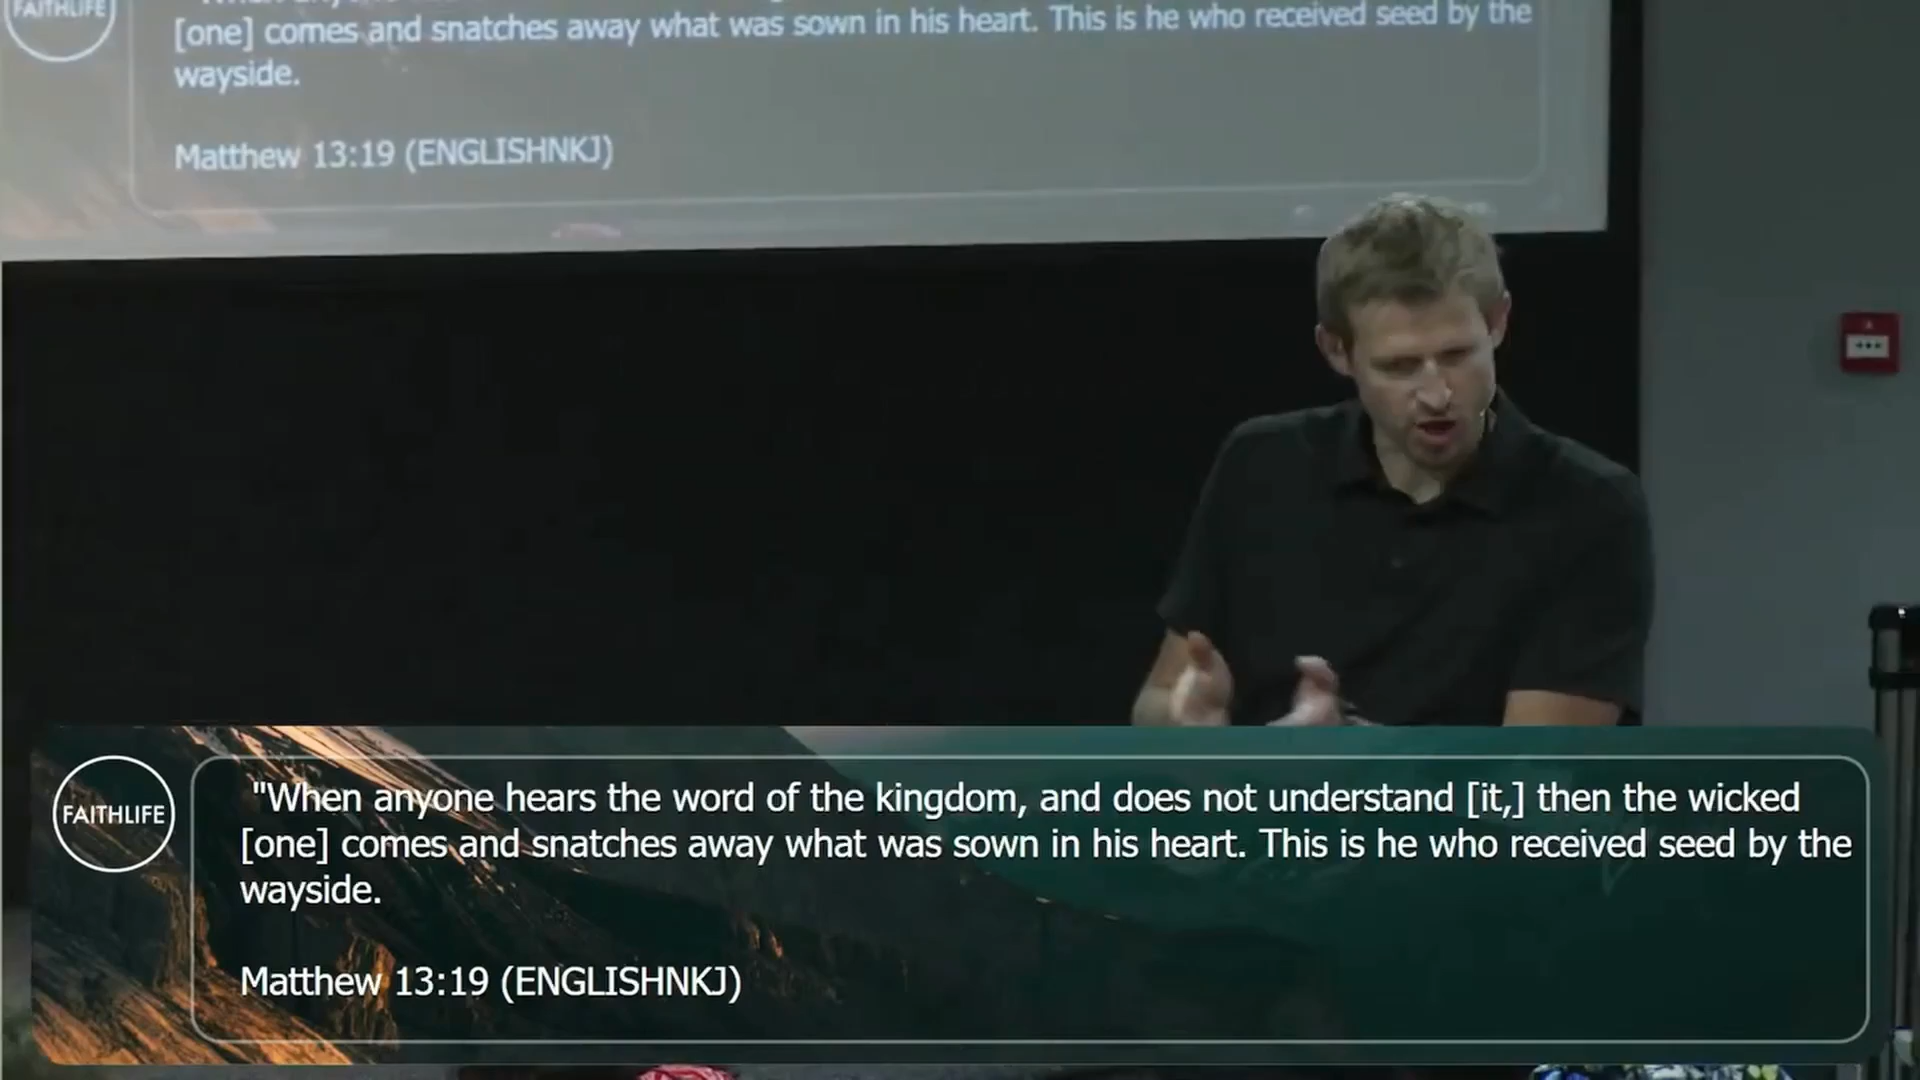 FAITHLIFE
[one] comes and snatches away what was sown in his heart. This is he who received seed by the
wayside.
Matthew 13:19 (ENGLISHNKJ)
FAITHLIFE
"When anyone hears the word of the kingdom, and does not understand [it,] then the wicked
[one] comes and snatches away what was sown in his heart. This is he who received seed by the
wayside.
Matthew 13:19 (ENGLISHNKJ)